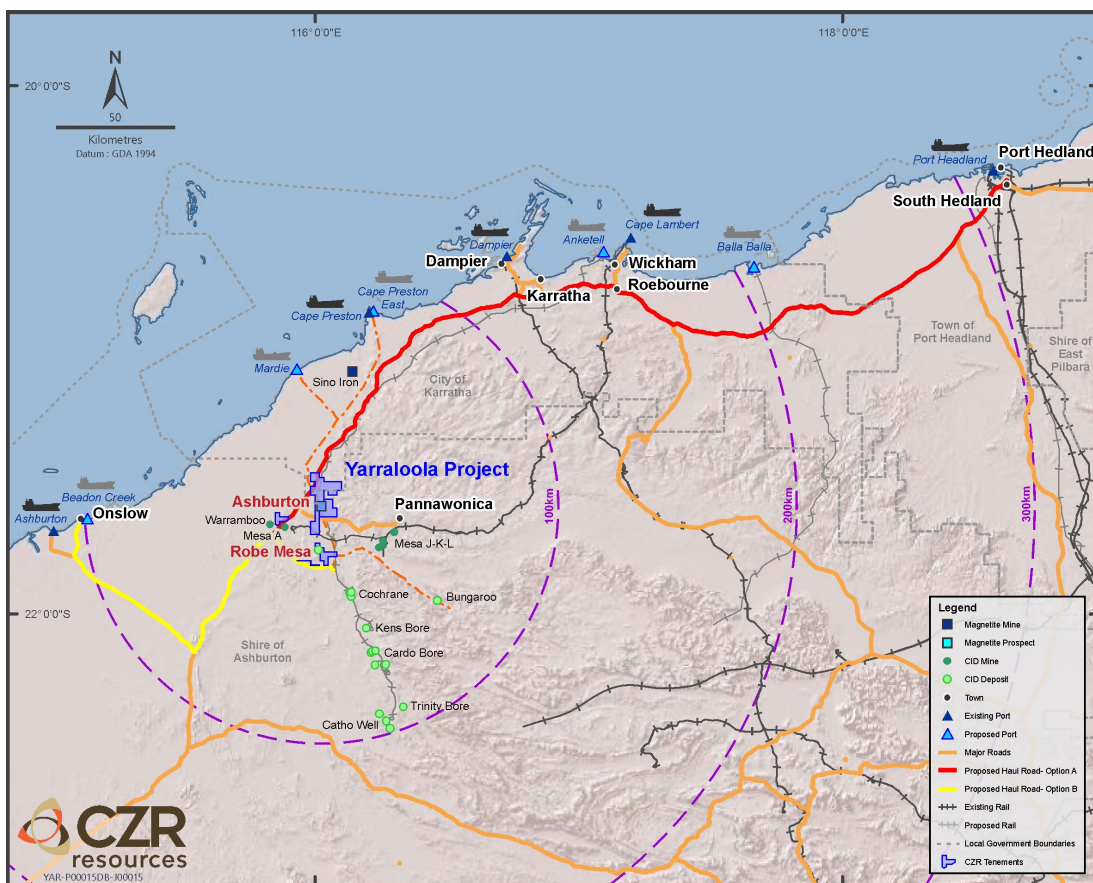 116°0'0"E
118°0'0"E
20°0'0"S
N
50
Kilometres
Datum : GDA 1994
Port Hedland
Port Hedland
South Hedland
Cape Lambert
Anketell
Dampier
Dampier
Wickham
Balla Balla
Roebourne
Karratha
Cape Preston
East
Cape Preston
Town of
Port Headland
Shire of
East
Pilbara
Mardie
Sino Iron
City of
Karratha
Yarraloola Project
Ashburton
Pannawonica
Beadon Creek
Onslow
Ashburton
Warramboo
Mesa A
Mesa J-K-L
Robe Mesa
100km
200km
300km
Cochrane
Bungaroo
22°0'0"S
Kens Bore
Shire of
Ashburton
Cardo Bore
Trinity Bore
Catho Well
Legend
Magnetite Mine
Magnetite Prospect
CID Mine
CID Deposit
Town
Existing Port
Proposed Port
Major Roads
Proposed Haul Road- Option A
Proposed Haul Road- Option B
Existing Rail
Proposed Rail
Local Government Boundaries
CZR Tenements
CZR
resources
YAR-P00015DB-J00015